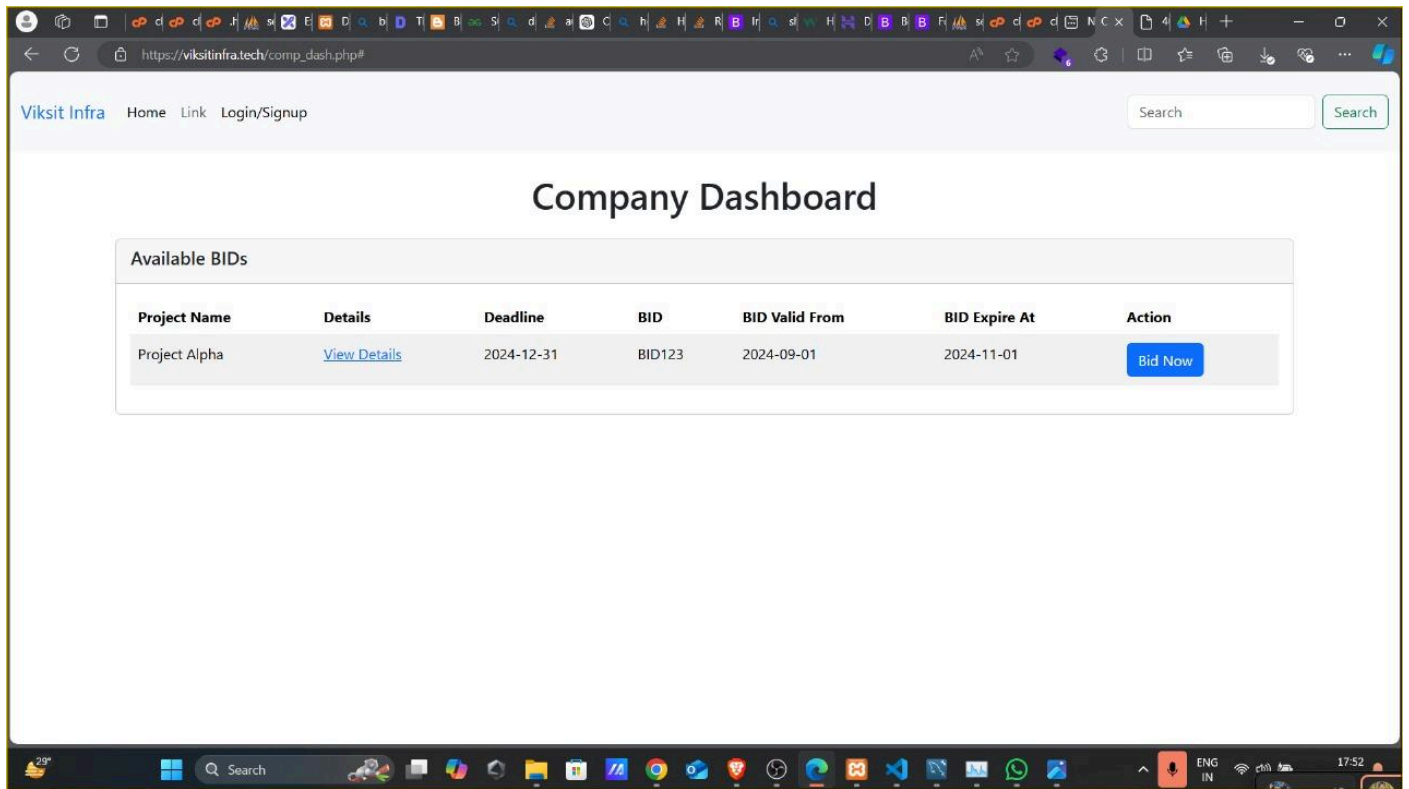 https://viksitinfra.tech/comp_dash.php#
Viksit Infra Home Link Login/Signup Search Search
Company Dashboard
Available BIDs
Project Name Details Deadline BID BID Valid From BID Expire At Action
Project Alpha View Details 2024-12-31 BID123 2024-09-01 2024-11-01 Bid Now
29°
Search
ENG
IN
17:52